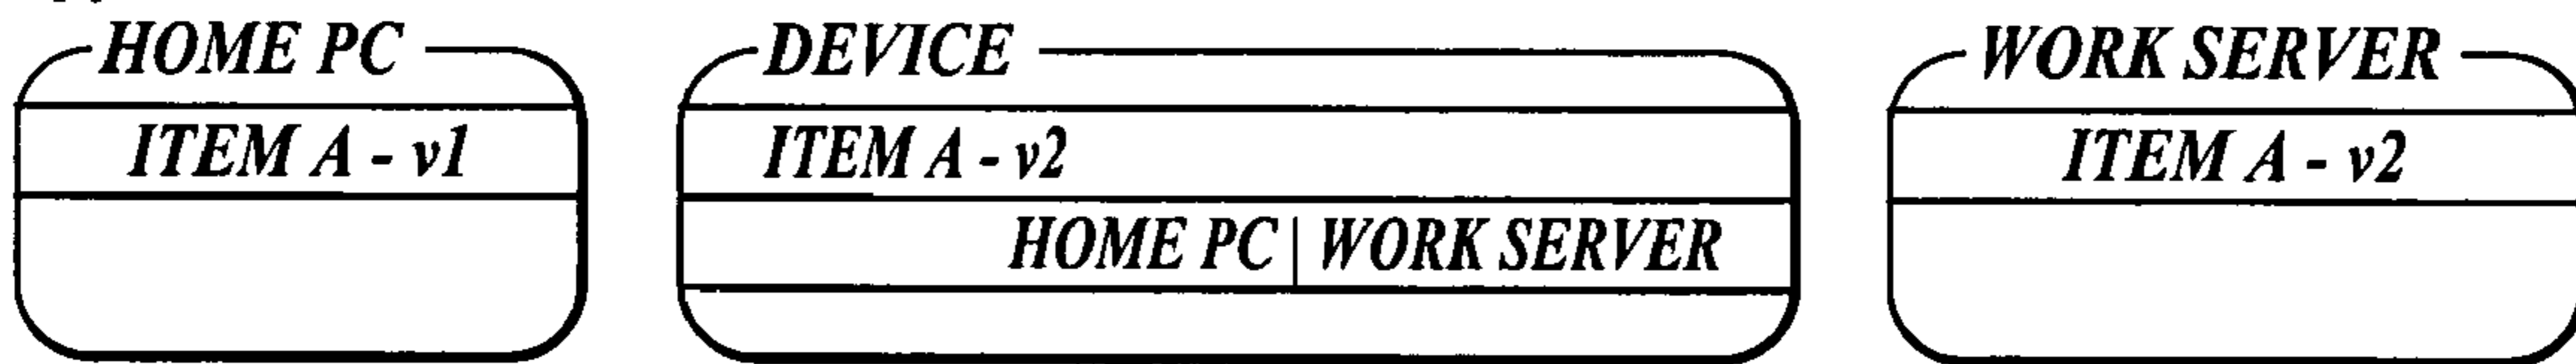 HOME PC DEVICE WORK SERVER
ITEM A - v1 ITEM A - v2 ITEM A - v2
HOME PC | WORK SERVER